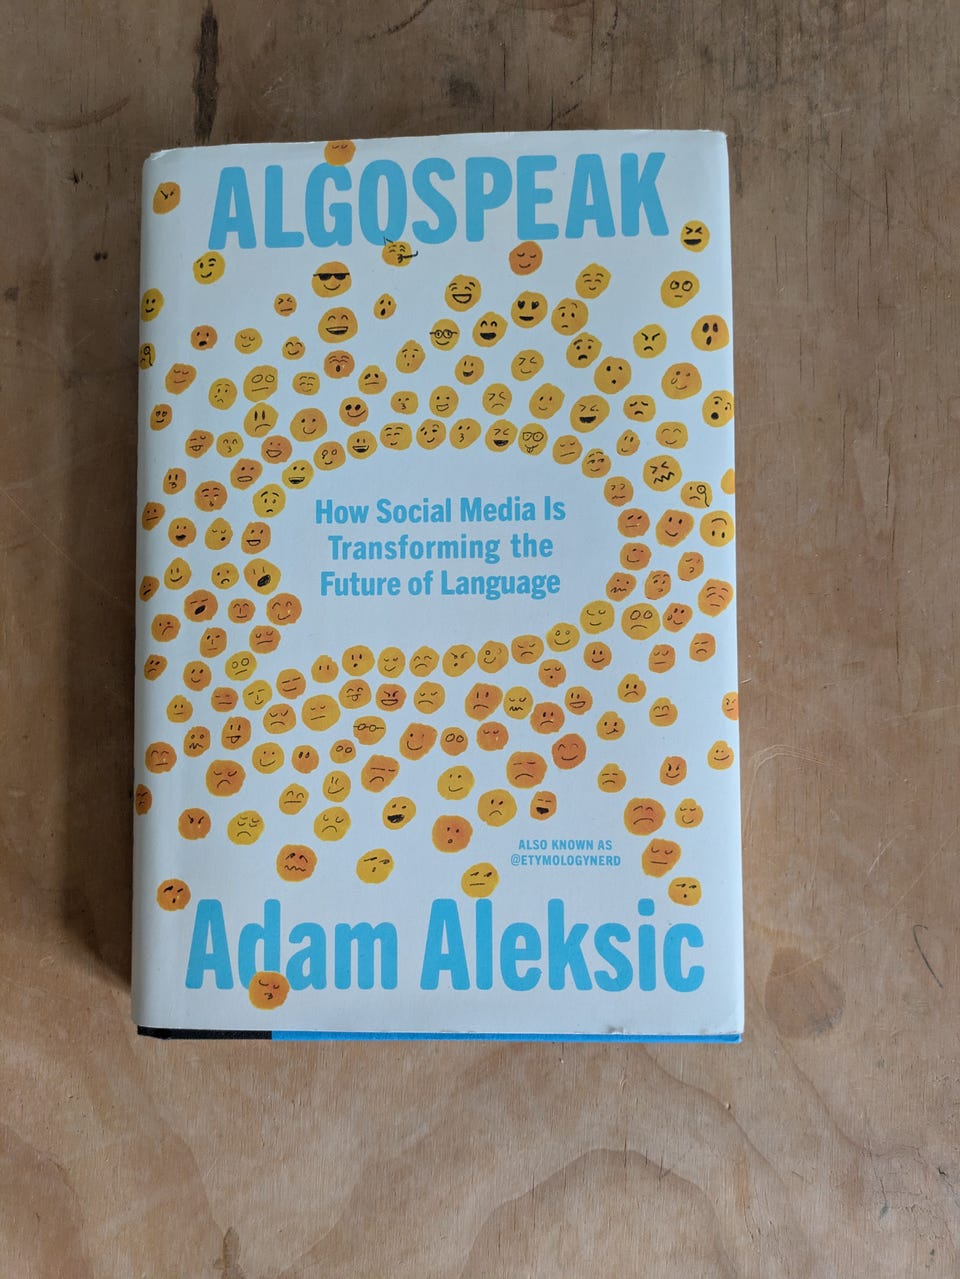 ALGOSPEAK
How Social Media Is
Transforming the
Future of Language
ALSO KNOWN AS
@ETYMOLOGYNERD
Adam Aleksic